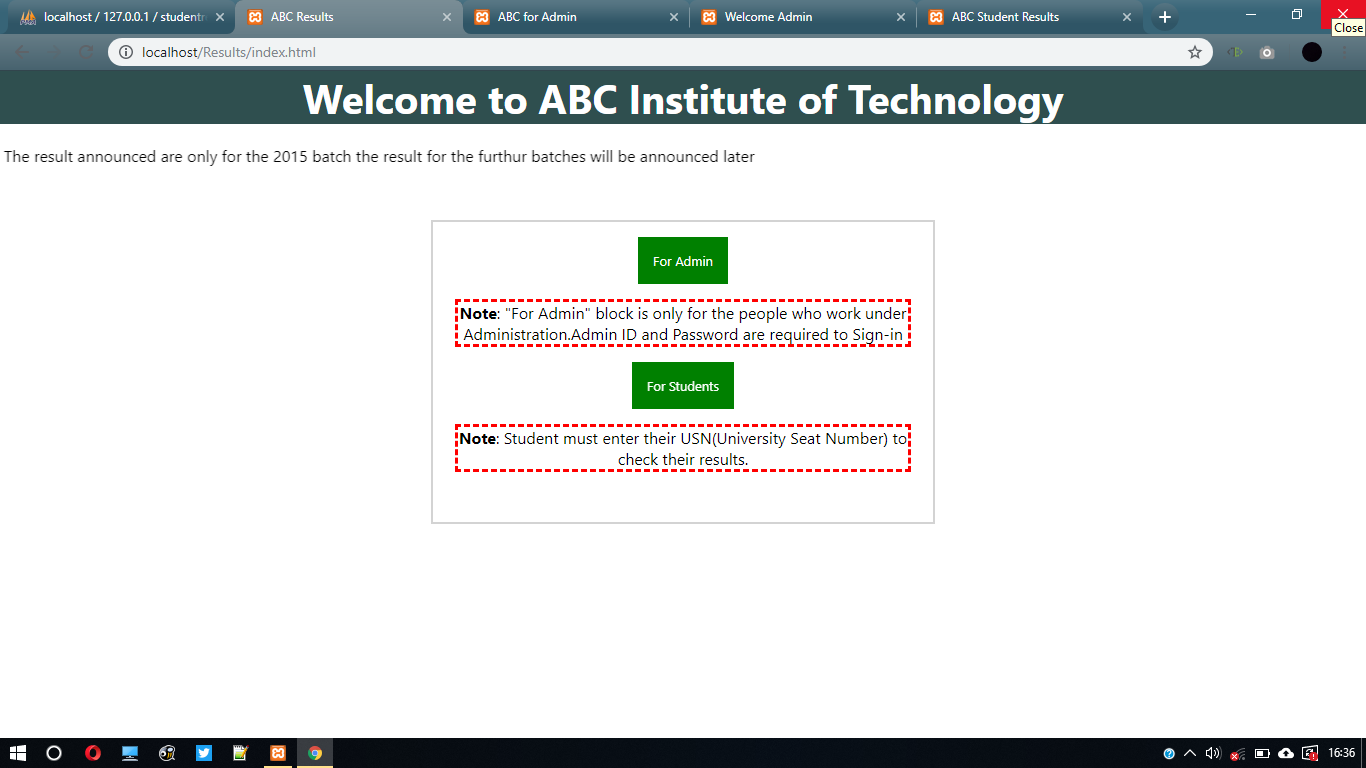 localhost / 127.0.0.1 / student
ABC Results
ABC for Admin
Welcome Admin
ABC Student Results
Close
localhost/Results/index.html
Welcome to ABC Institute of Technology
The result announced are only for the 2015 batch the result for the furthur batches will be announced later
For Admin
Note: "For Admin" block is only for the people who work under
Administration.Admin ID and Password are required to Sign-in
For Students
Note: Student must enter their USN(University Seat Number) to
check their results.
16:36